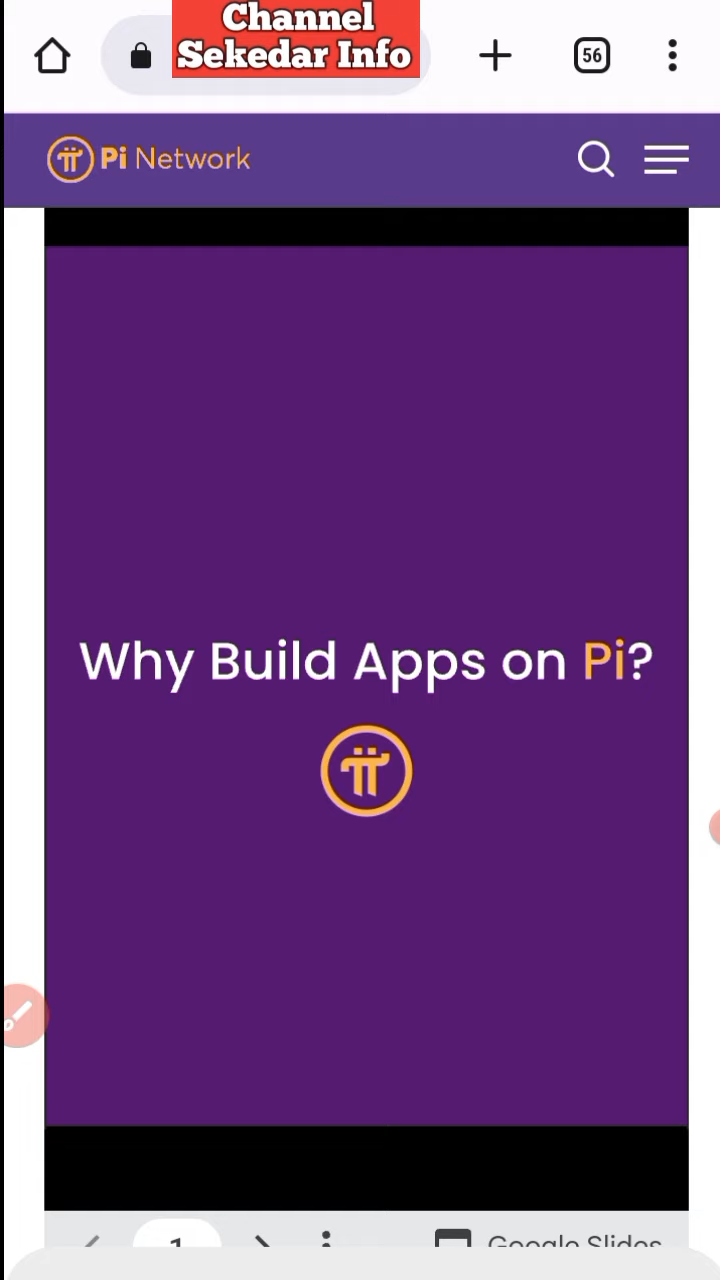 Channel
Sekedar Info
56
Pi Network
Why Build Apps on Pi?
1
Google Slides